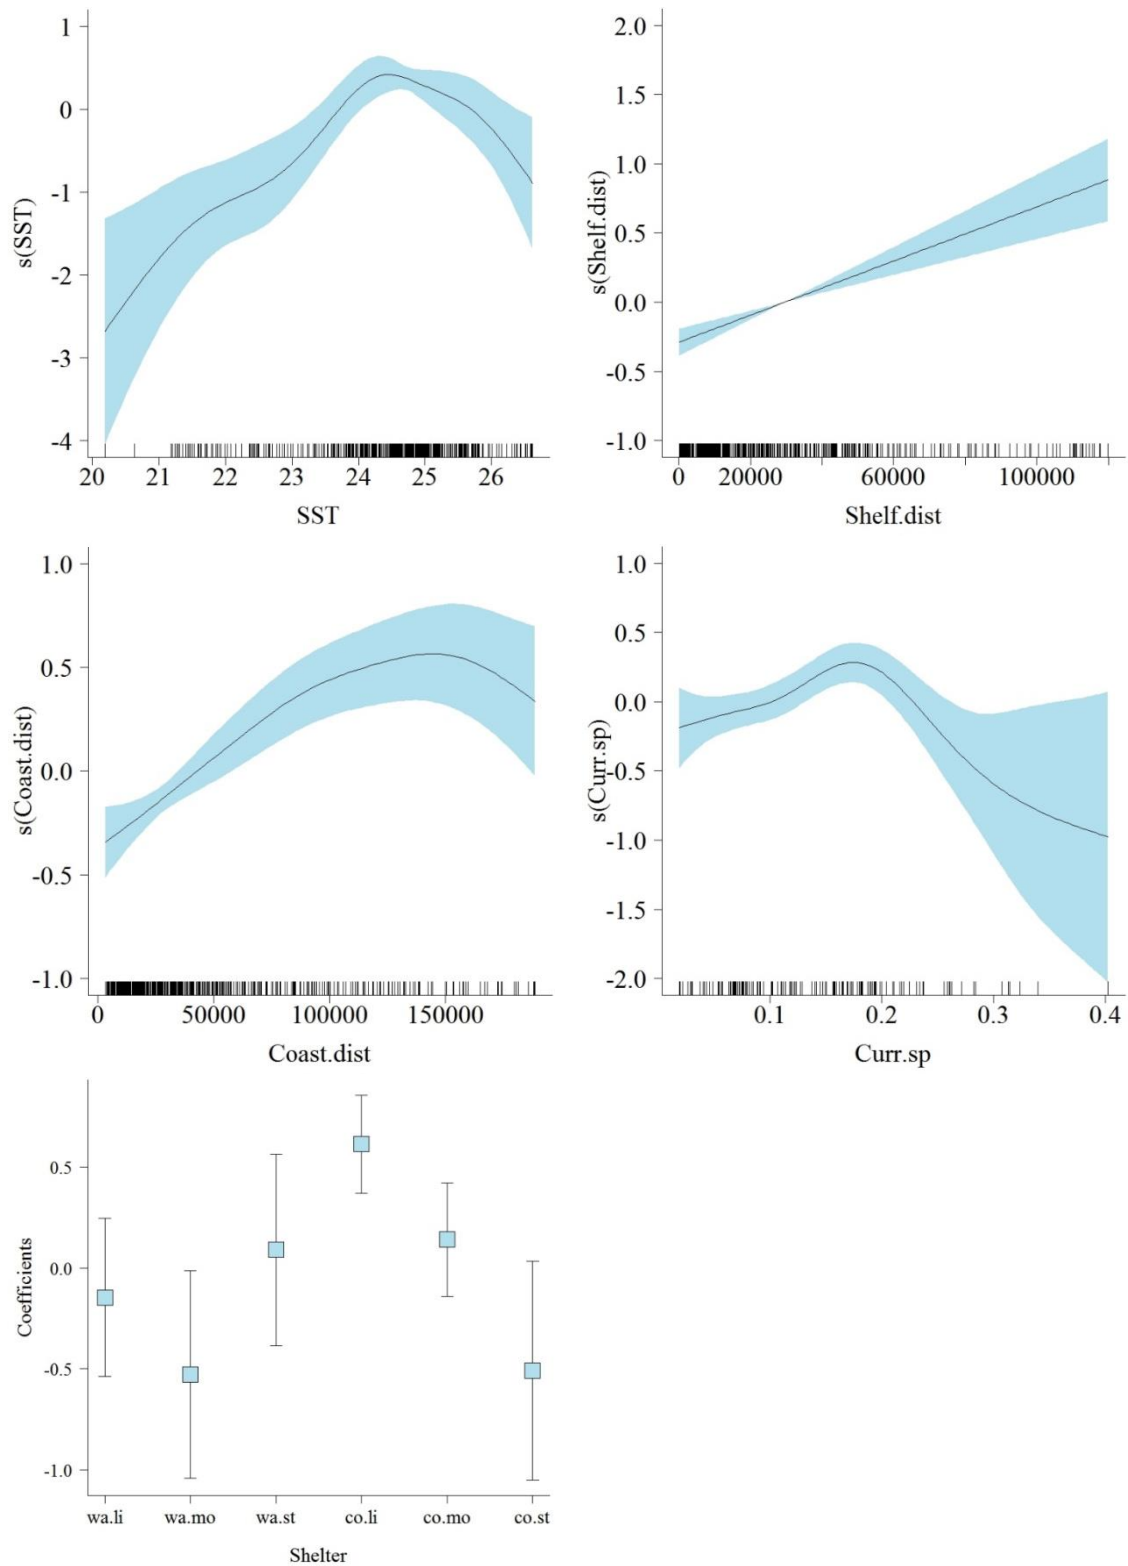 1
0
-1
-2
-3
-4
s(SST)
20 21 22 23 24 25 26
SST
2.0
1.5
1.0
0.5
0.0
-0.5
-1.0
s(Shelf.dist)
0 20000 60000 100000
Shelf.dist
1.0
0.5
0.0
-0.5
-1.0
s(Coast.dist)
0 50000 100000 150000
Coast.dist
1.0
0.5
0.0
-0.5
-1.0
-1.5
-2.0
s(Curr.sp)
0.1 0.2 0.3 0.4
Curr.sp
0.5
0.0
-0.5
-1.0
Coefficients
wa.li wa.mo wa.st co.li co.mo co.st
Shelter